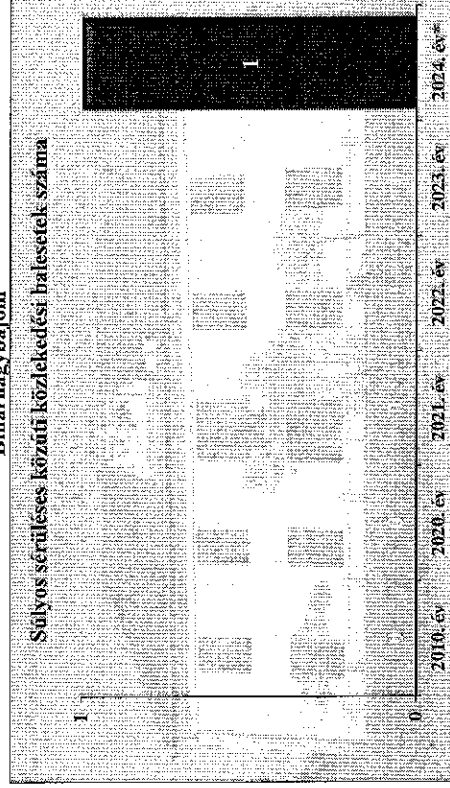 Biharnagybajom
Súlyos sérüléses közúti közlekedési balesetek száma
1
1
0
2010. év 2020. év 2021. év 2022. év 2023. év 2024. év*